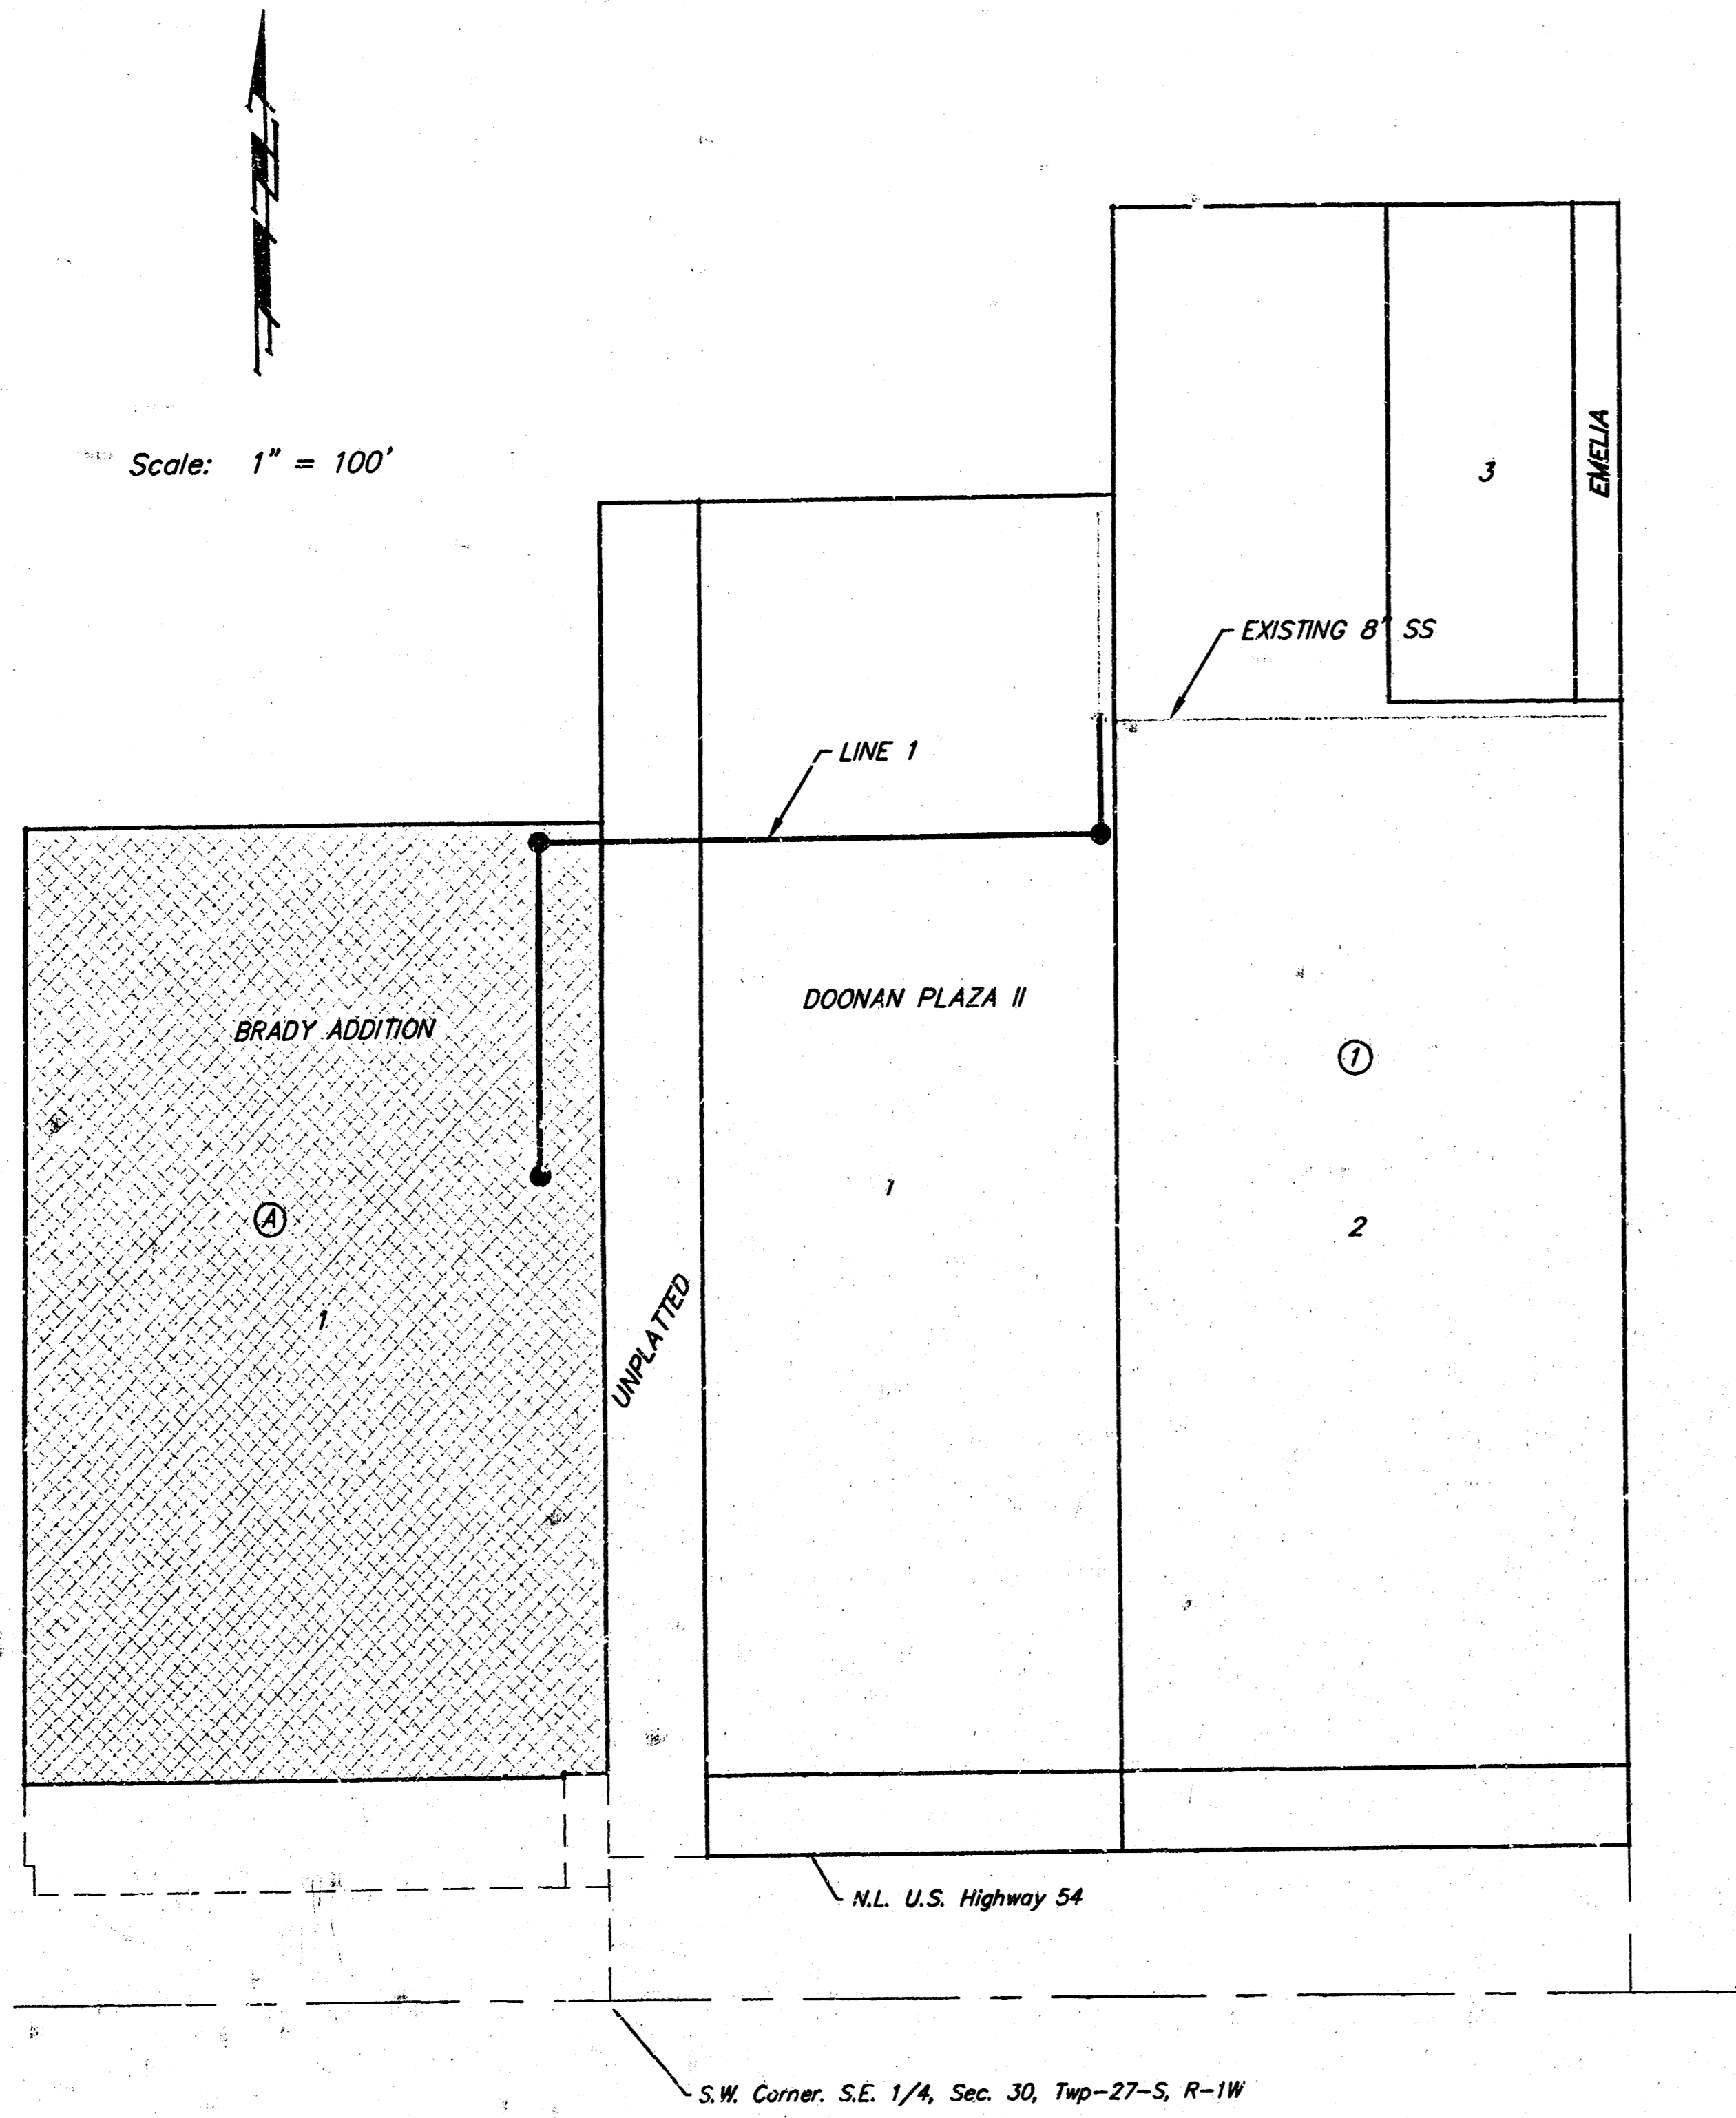 Scale: 1" = 100'
3
EMELIA
EXISTING 8" SS
LINE 1
DOONAN PLAZA II
BRADY ADDITION
1
1
2
A
1
UNPLATTED
N.L. U.S. Highway 54
S.W. Corner. S.E. 1/4, Sec. 30, Twp-27-S, R-1W